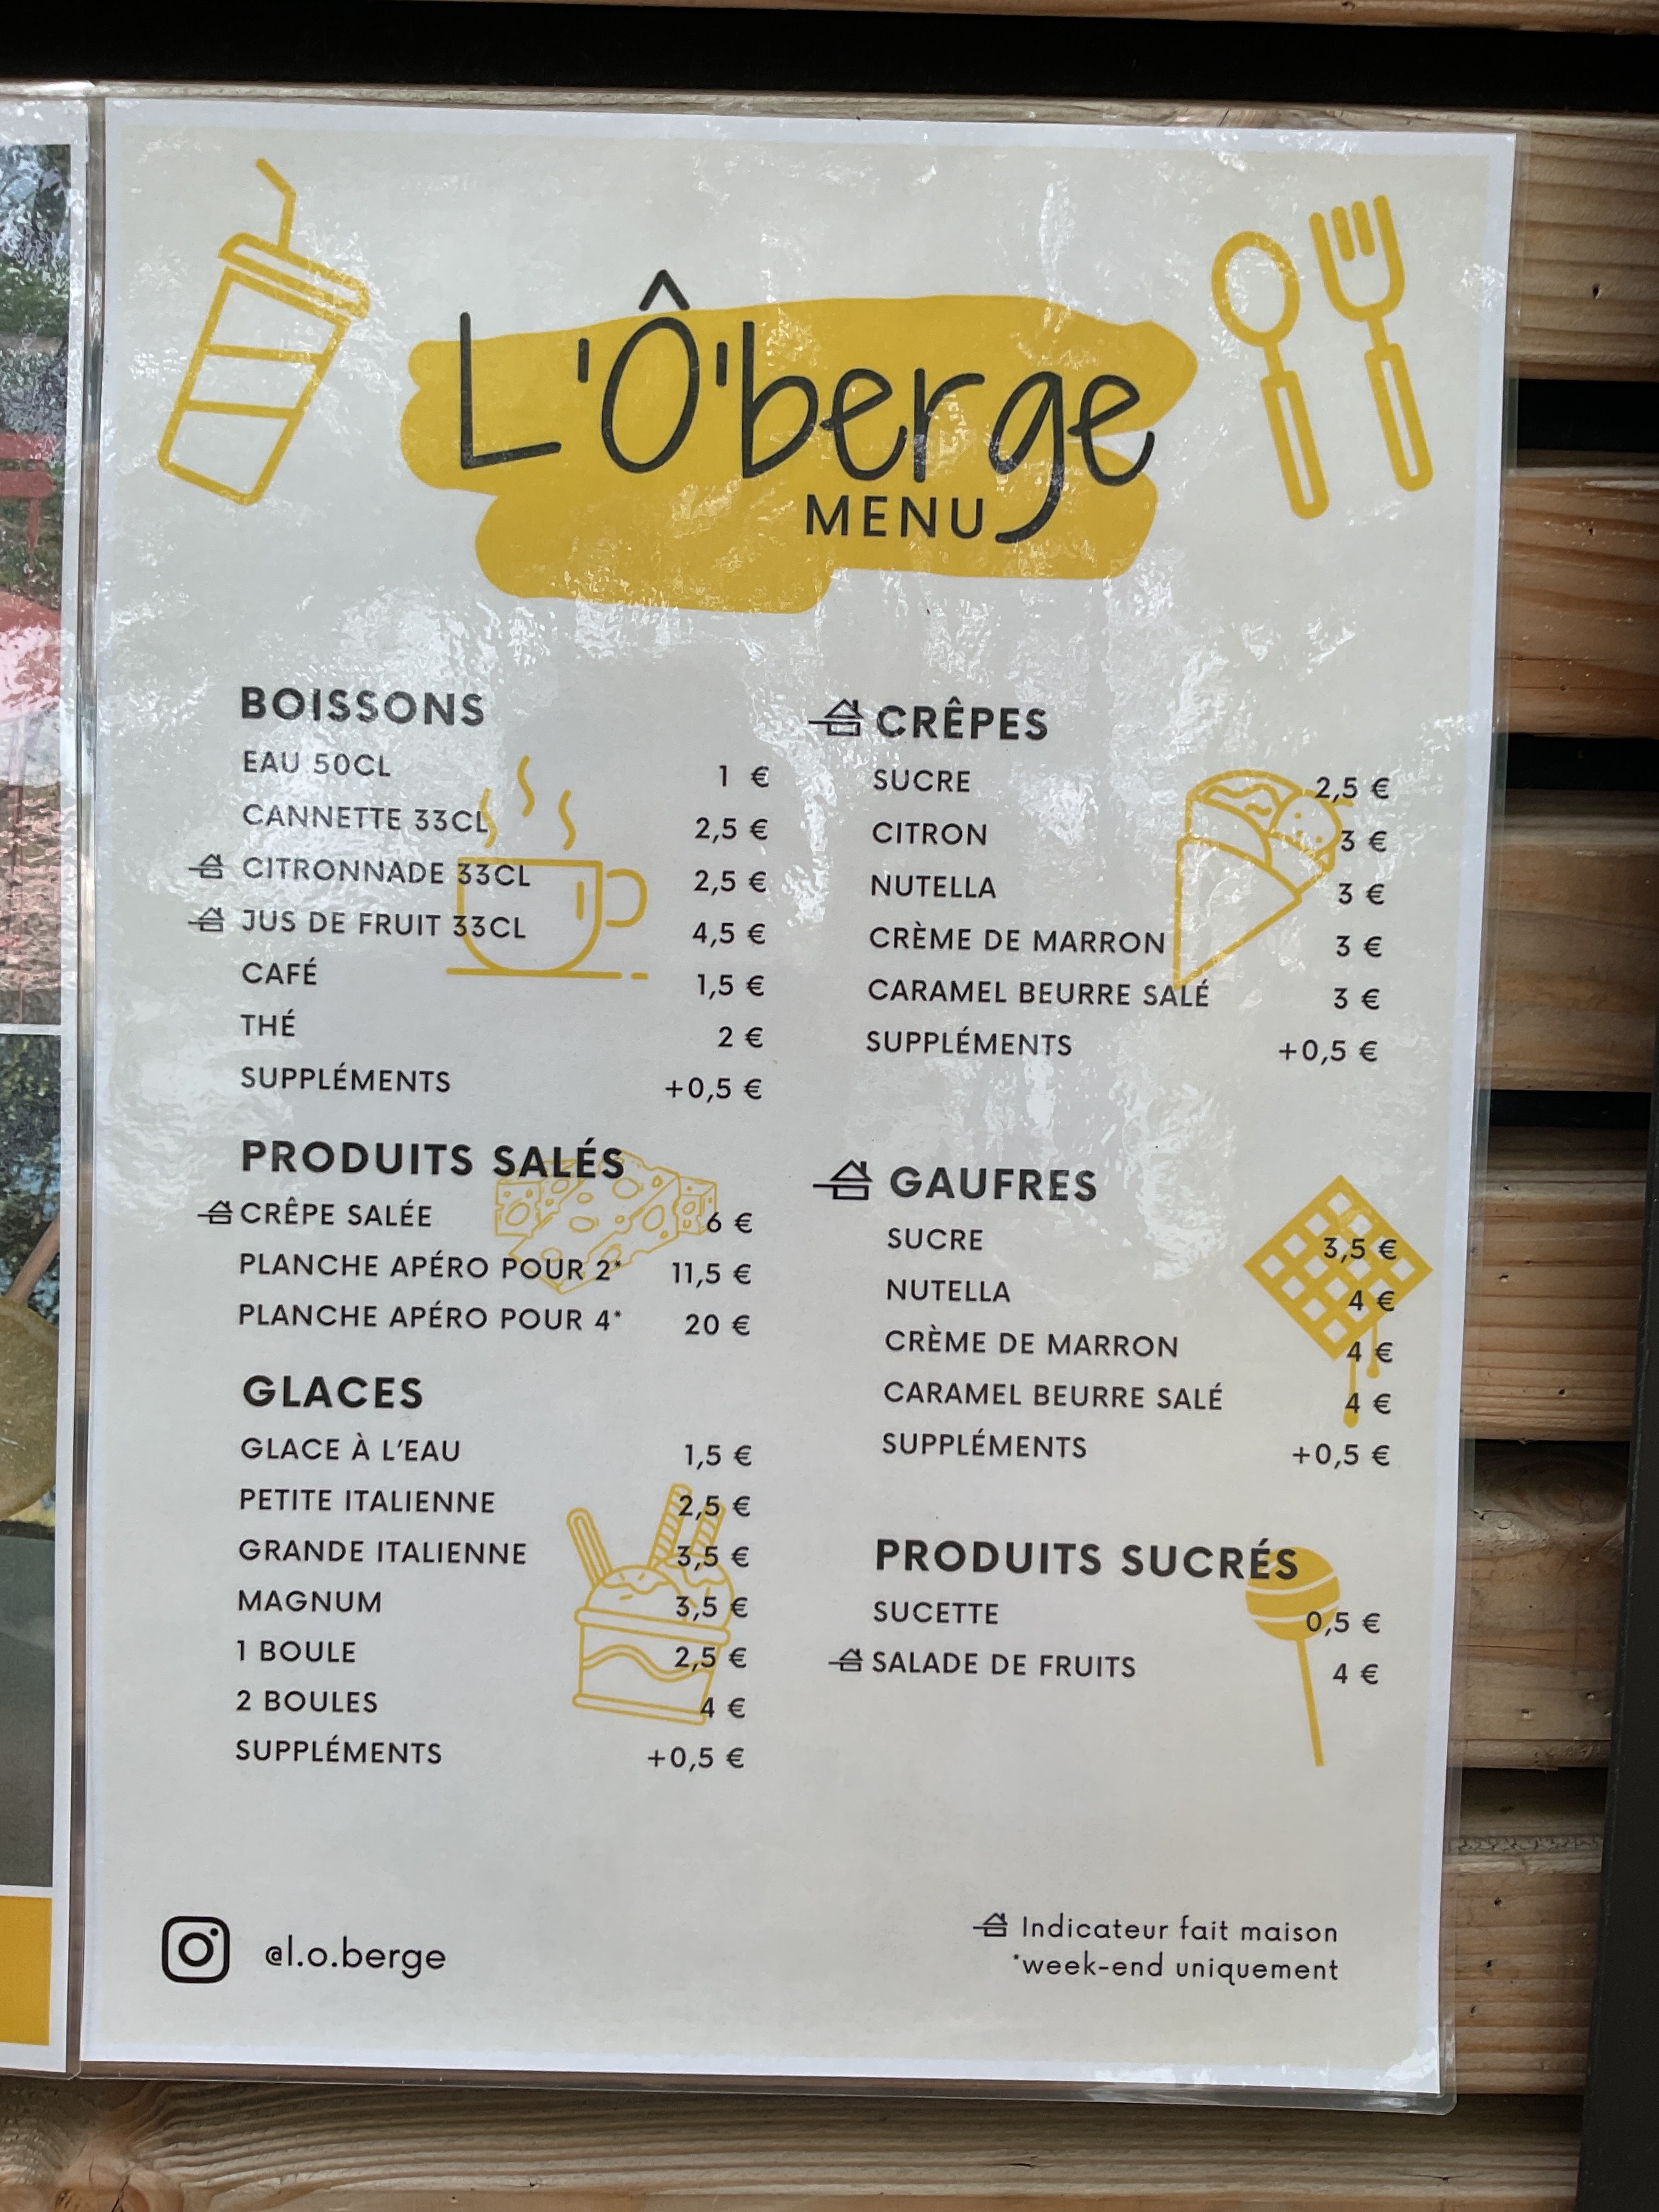 L'Ô'berge
MENU
BOISSONS
EAU 50CL 1 €
CANNETTE 33CL 2,5 €
CITRONNADE 33CL 2,5 €
JUS DE FRUIT 33CL 4,5 €
CAFÉ 1,5 €
THÉ 2 €
SUPPLÉMENTS +0,5 €
PRODUITS SALÉS
CRÊPE SALÉE 6 €
PLANCHE APÉRO POUR 2* 11,5 €
PLANCHE APÉRO POUR 4* 20 €
GLACES
GLACE À L'EAU 1,5 €
PETITE ITALIENNE 2,5 €
GRANDE ITALIENNE 3,5 €
MAGNUM 3,5 €
1 BOULE 2,5 €
2 BOULES 4 €
SUPPLÉMENTS +0,5 €
CRÊPES
SUCRE 2,5 €
CITRON 3 €
NUTELLA 3 €
CRÈME DE MARRON 3 €
CARAMEL BEURRE SALÉ 3 €
SUPPLÉMENTS +0,5 €
GAUFRES
SUCRE 3,5 €
NUTELLA 4 €
CRÈME DE MARRON 4 €
CARAMEL BEURRE SALÉ 4 €
SUPPLÉMENTS +0,5 €
PRODUITS SUCRÉS
SUCETTE 0,5 €
SALADE DE FRUITS 4 €
@l.o.berge
Indicateur fait maison
*week-end uniquement